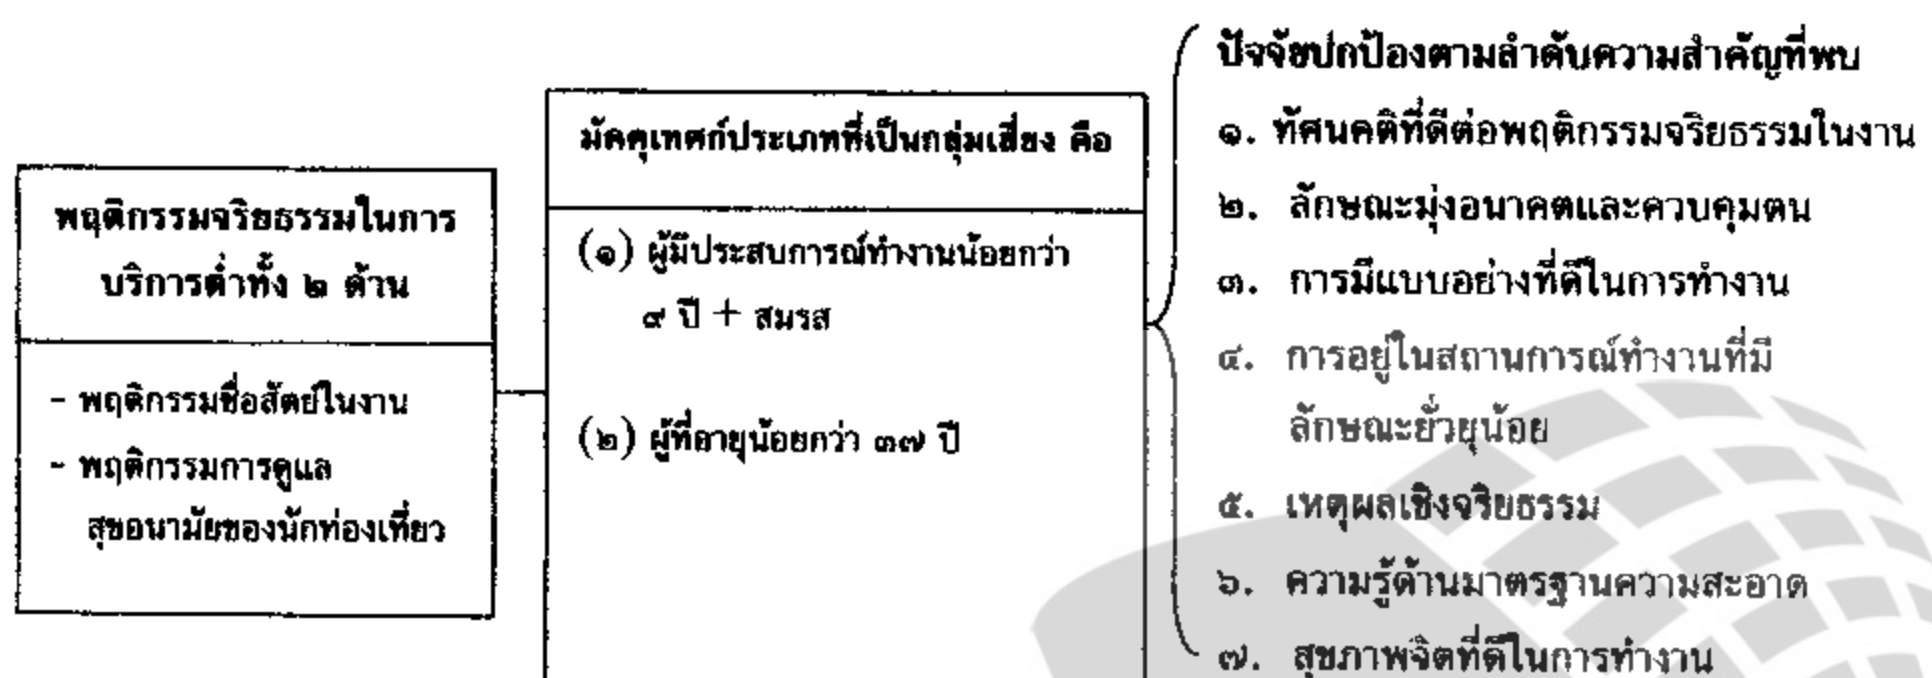 พฤติกรรมจริยธรรมในการ
บริการต่ำทั้ง ๒ ด้าน
- พฤติกรรมซื่อสัตย์ในงาน
- พฤติกรรมการดูแล
สุขอนามัยของนักท่องเที่ยว
มัคคุเทศก์ประเภทที่เป็นกลุ่มเสี่ยง คือ
(๑) ผู้มีประสบการณ์ทำงานน้อยกว่า
๙ ปี + สมรส
(๒) ผู้ที่อายุน้อยกว่า ๓๗ ปี
ปัจจัยปกป้องตามลำดับความสำคัญที่พบ
๑. ทัศนคติที่ดีต่อพฤติกรรมจริยธรรมในงาน
๒. ลักษณะมุ่งอนาคตและควบคุมตน
๓. การมีแบบอย่างที่ดีในการทำงาน
๔. การอยู่ในสถานการณ์ทำงานที่มี
ลักษณะยั่วยุน้อย
๕. เหตุผลเชิงจริยธรรม
๖. ความรู้ด้านมาตรฐานความสะอาด
๗. สุขภาพจิตที่ดีในการทำงาน